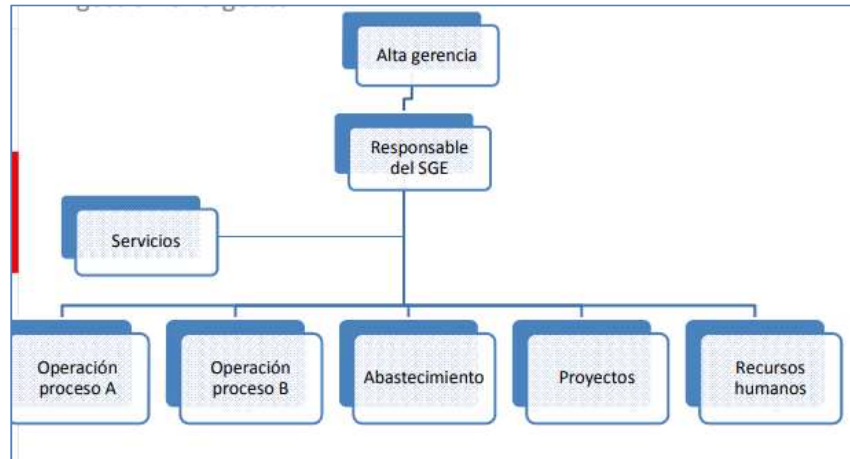 Alta gerencia
Responsable
del SGE
Servicios
Operación
proceso A
Operación
proceso B
Abastecimiento
Proyectos
Recursos
humanos